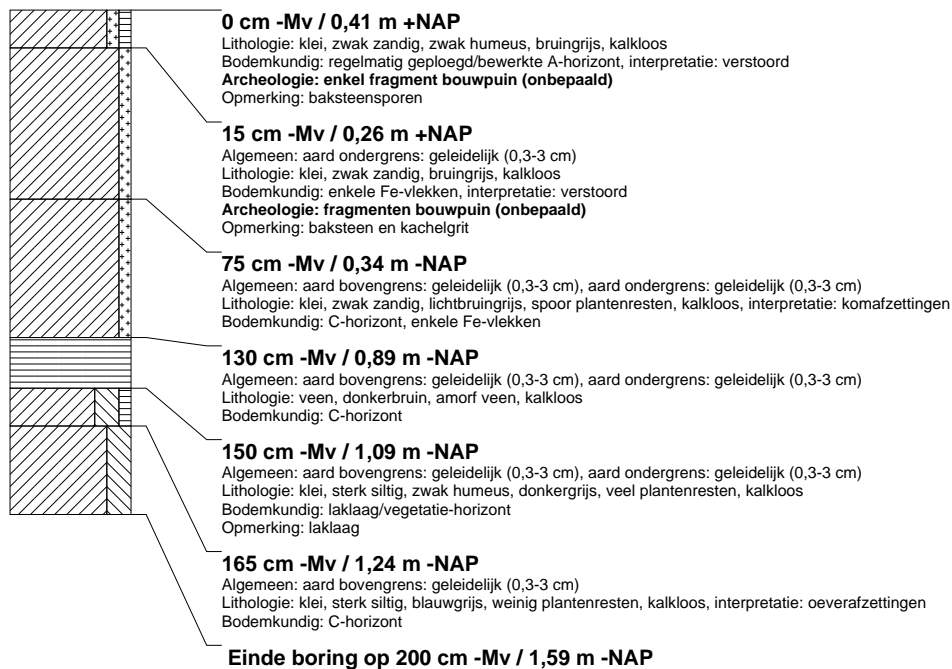 0 cm -Mv / 0,41 m +NAP
Lithologie: klei, zwak zandig, zwak humeus, bruingrijs, kalkloos
Bodemkundig: regelmatig geploegd/bewerkte A-horizont, interpretatie: verstoord
Archeologie: enkel fragment bouwpuin (onbepaald)
Opmerking: baksteensporen
15 cm -Mv / 0,26 m +NAP
Algemeen: aard ondergrens: geleidelijk (0,3-3 cm)
Lithologie: klei, zwak zandig, bruingrijs, kalkloos
Bodemkundig: enkele Fe-vlekken, interpretatie: verstoord
Archeologie: fragmenten bouwpuin (onbepaald)
Opmerking: baksteen en kachelgrit
75 cm -Mv / 0,34 m -NAP
Algemeen: aard bovengrens: geleidelijk (0,3-3 cm), aard ondergrens: geleidelijk (0,3-3 cm)
Lithologie: klei, zwak zandig, lichtbruingrijs, spoor plantenresten, kalkloos, interpretatie: komafzettingen
Bodemkundig: C-horizont, enkele Fe-vlekken
130 cm -Mv / 0,89 m -NAP
Algemeen: aard bovengrens: geleidelijk (0,3-3 cm), aard ondergrens: geleidelijk (0,3-3 cm)
Lithologie: veen, donkerbruin, amorf veen, kalkloos
Bodemkundig: C-horizont
150 cm -Mv / 1,09 m -NAP
Algemeen: aard bovengrens: geleidelijk (0,3-3 cm), aard ondergrens: geleidelijk (0,3-3 cm)
Lithologie: klei, sterk siltig, zwak humeus, donkergrijs, veel plantenresten, kalkloos
Bodemkundig: laklaag/vegetatie-horizont
Opmerking: laklaag
165 cm -Mv / 1,24 m -NAP
Algemeen: aard bovengrens: geleidelijk (0,3-3 cm)
Lithologie: klei, sterk siltig, blauwgrijs, weinig plantenresten, kalkloos, interpretatie: oeverafzettingen
Bodemkundig: C-horizont
Einde boring op 200 cm -Mv / 1,59 m -NAP